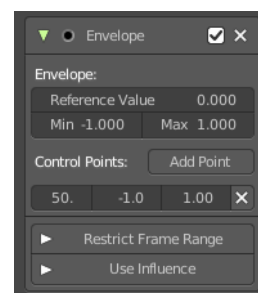 Envelope
Envelope:
Reference Value 0.000
Min -1.000 Max 1.000
Control Points: Add Point
50. -1.0 1.00
Restrict Frame Range
Use Influence